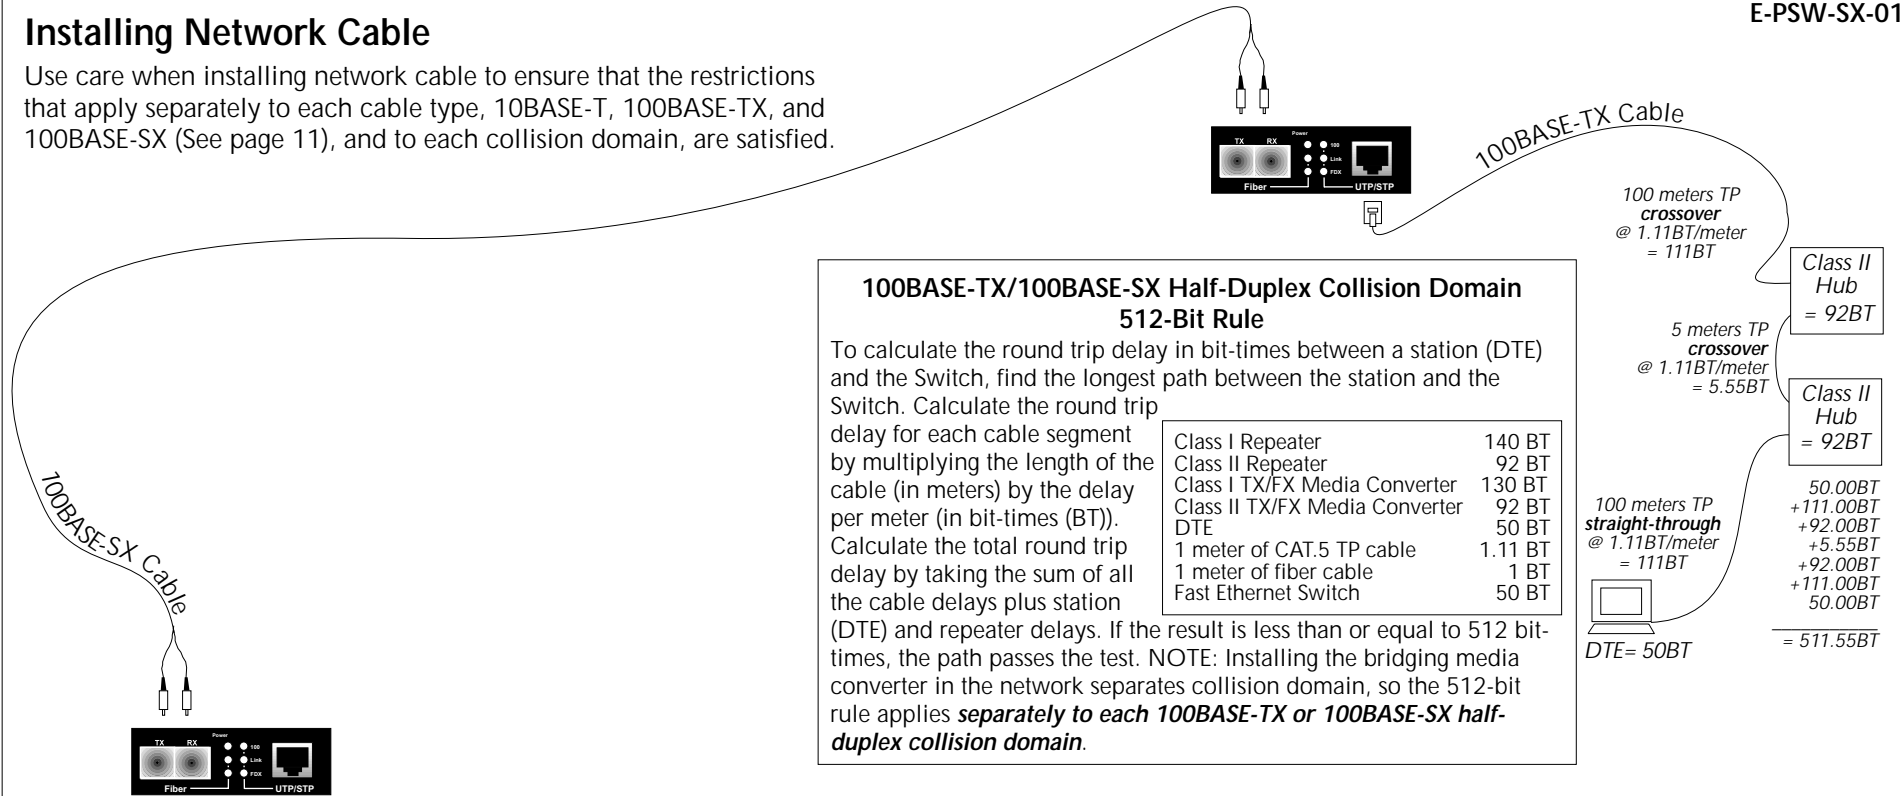 E-PSW-SX-01
Installing Network Cable
Use care when installing network cable to ensure that the restrictions
that apply separately to each cable type, 10BASE-T, 100BASE-TX, and
100BASE-SX (See page 11), and to each collision domain, are satisfied.
Power
TX RX
100
Link
FDX
Fiber
UTP/STP
100BASE-TX Cable
100 meters TP
crossover
@ 1.11BT/meter
= 111BT
Class II
Hub
= 92BT
5 meters TP
crossover
@ 1.11BT/meter
= 5.55BT
Class II
Hub
= 92BT
100 meters TP
straight-through
@ 1.11BT/meter
= 111BT
DTE= 50BT
50.00BT
+111.00BT
+92.00BT
+5.55BT
+92.00BT
+111.00BT
50.00BT
= 511.55BT
100BASE-TX/100BASE-SX Half-Duplex Collision Domain
512-Bit Rule
To calculate the round trip delay in bit-times between a station (DTE)
and the Switch, find the longest path between the station and the
Switch. Calculate the round trip
delay for each cable segment
by multiplying the length of the
cable (in meters) by the delay
per meter (in bit-times (BT)).
Calculate the total round trip
delay by taking the sum of all
the cable delays plus station
Class I Repeater 140 BT
Class II Repeater 92 BT
Class I TX/FX Media Converter 130 BT
Class II TX/FX Media Converter 92 BT
DTE 50 BT
1 meter of CAT.5 TP cable 1.11 BT
1 meter of fiber cable 1 BT
Fast Ethernet Switch 50 BT
(DTE) and repeater delays. If the result is less than or equal to 512 bit-
times, the path passes the test. NOTE: Installing the bridging media
converter in the network separates collision domain, so the 512-bit
rule applies separately to each 100BASE-TX or 100BASE-SX half-
duplex collision domain.
100BASE-SX Cable
Power
TX RX
100
Link
FDX
Fiber
UTP/STP